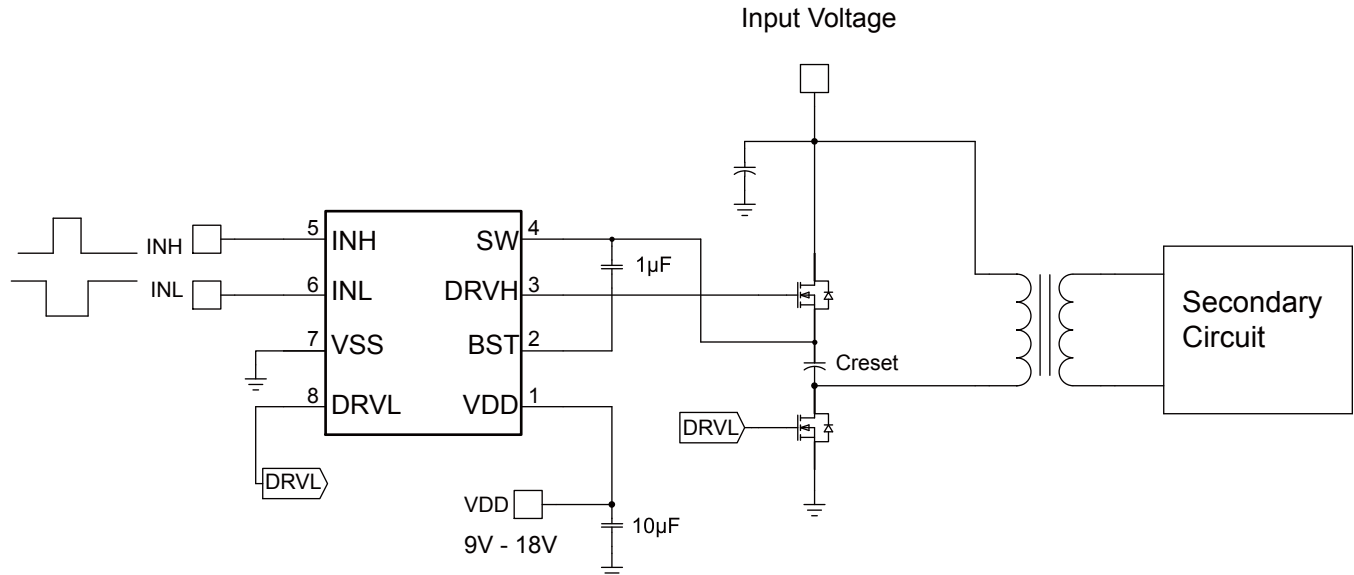 Input Voltage
INH
INL
5
INH
6
INL
7
VSS
8
DRVL
SW
4
DRVH
3
BST
2
VDD
1
1µF
DRVL
VDD
9V - 18V
10µF
Creset
DRVL
Secondary
Circuit